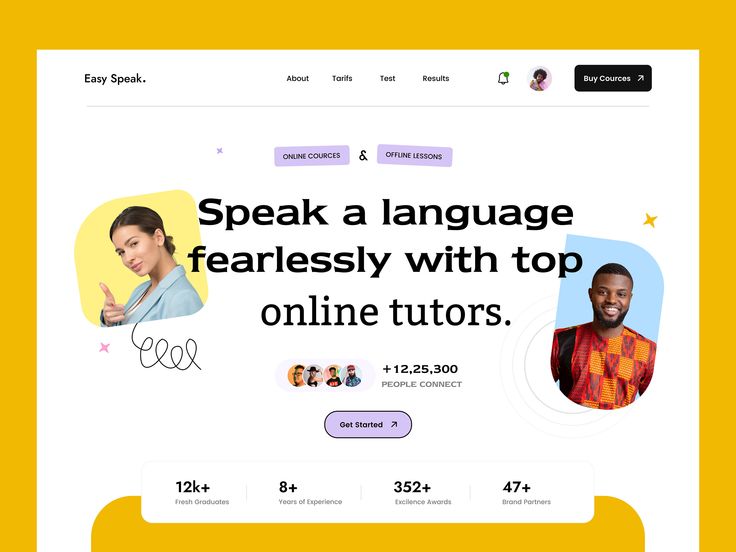 Easy Speak.
About Tarifs Test Results
Buy Cources
ONLINE COURCES & OFFLINE LESSONS
Speak a language
fearlessly with top
online tutors.
+12,25,300
PEOPLE CONNECT
Get Started
12k+ 8+ 352+ 47+
Fresh Graduates Years of Experience Excilence Awards Brand Partners